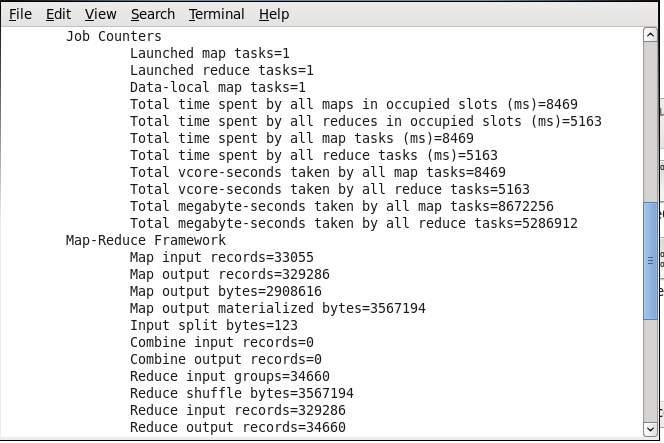 File Edit View Search Terminal Help
Job Counters
Launched map tasks=1
Launched reduce tasks=1
Data-local map tasks=1
Total time spent by all maps in occupied slots (ms)=8469
Total time spent by all reduces in occupied slots (ms)=5163
Total time spent by all map tasks (ms)=8469
Total time spent by all reduce tasks (ms)=5163
Total vcore-seconds taken by all map tasks=8469
Total vcore-seconds taken by all reduce tasks=5163
Total megabyte-seconds taken by all map tasks=8672256
Total megabyte-seconds taken by all reduce tasks=5286912
Map-Reduce Framework
Map input records=33055
Map output records=329286
Map output bytes=2908616
Map output materialized bytes=3567194
Input split bytes=123
Combine input records=0
Combine output records=0
Reduce input groups=34660
Reduce shuffle bytes=3567194
Reduce input records=329286
Reduce output records=34660